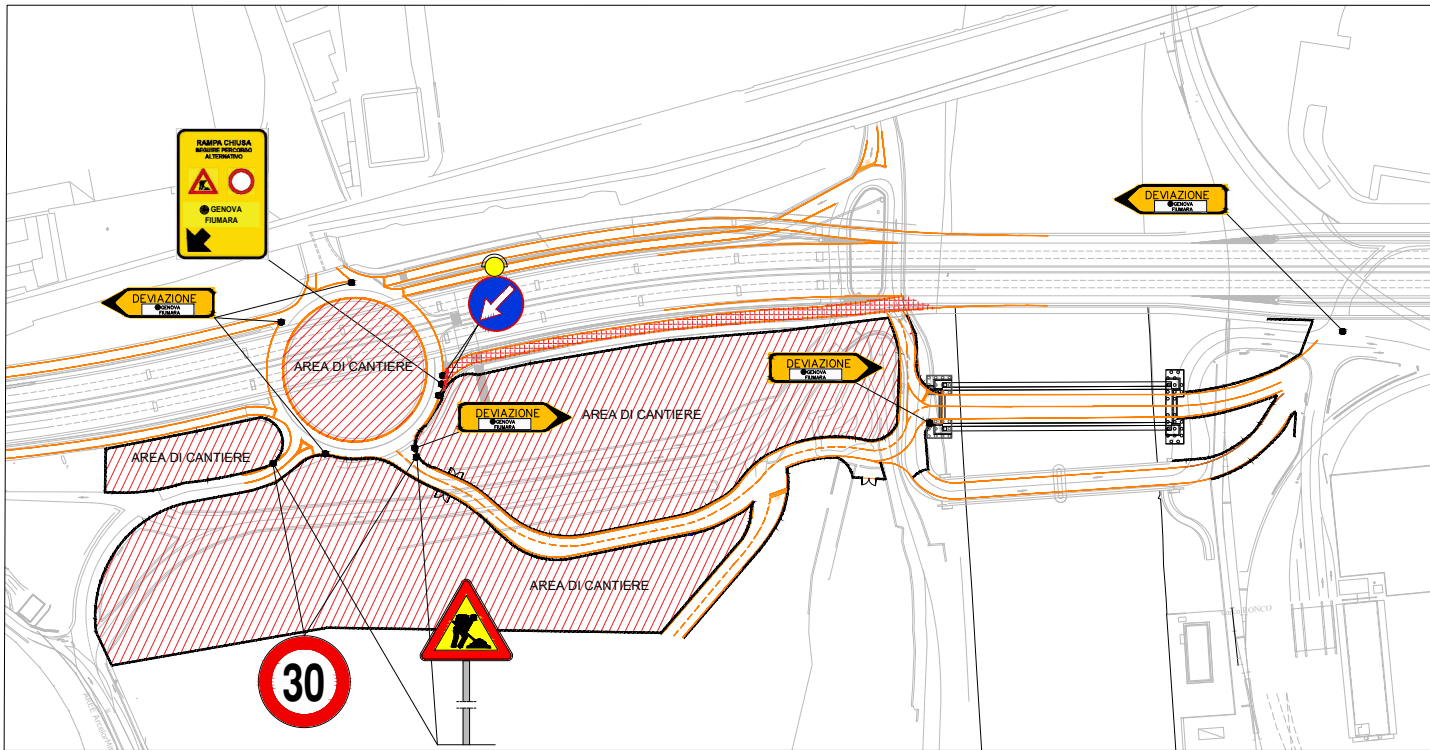 RAMPA CHIUSA
SEGUIRE PERCORSO
ALTERNATIVO
GENOVA
FIUMARA
DEVIAZIONE
GENOVA
FIUMARA
DEVIAZIONE
GENOVA
FIUMARA
AREA DI CANTIERE
DEVIAZIONE
GENOVA
FIUMARA
DEVIAZIONE
GENOVA
FIUMARA
AREA DI CANTIERE
AREA DI CANTIERE
AREA DI CANTIERE
30
RONCO